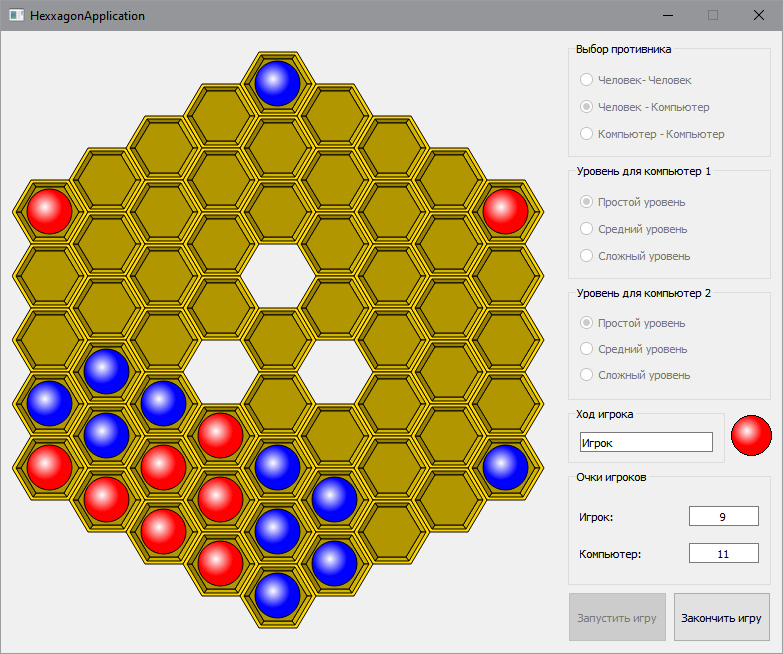 HexxagonApplication
Выбор противника
Человек- Человек
Человек - Компьютер
Компьютер - Компьютер
Уровень для компьютер 1
Простой уровень
Средний уровень
Сложный уровень
Уровень для компьютер 2
Простой уровень
Средний уровень
Сложный уровень
Ход игрока
Игрок
Очки игроков
Игрок: 9
Компьютер: 11
Запустить игру Закончить игру